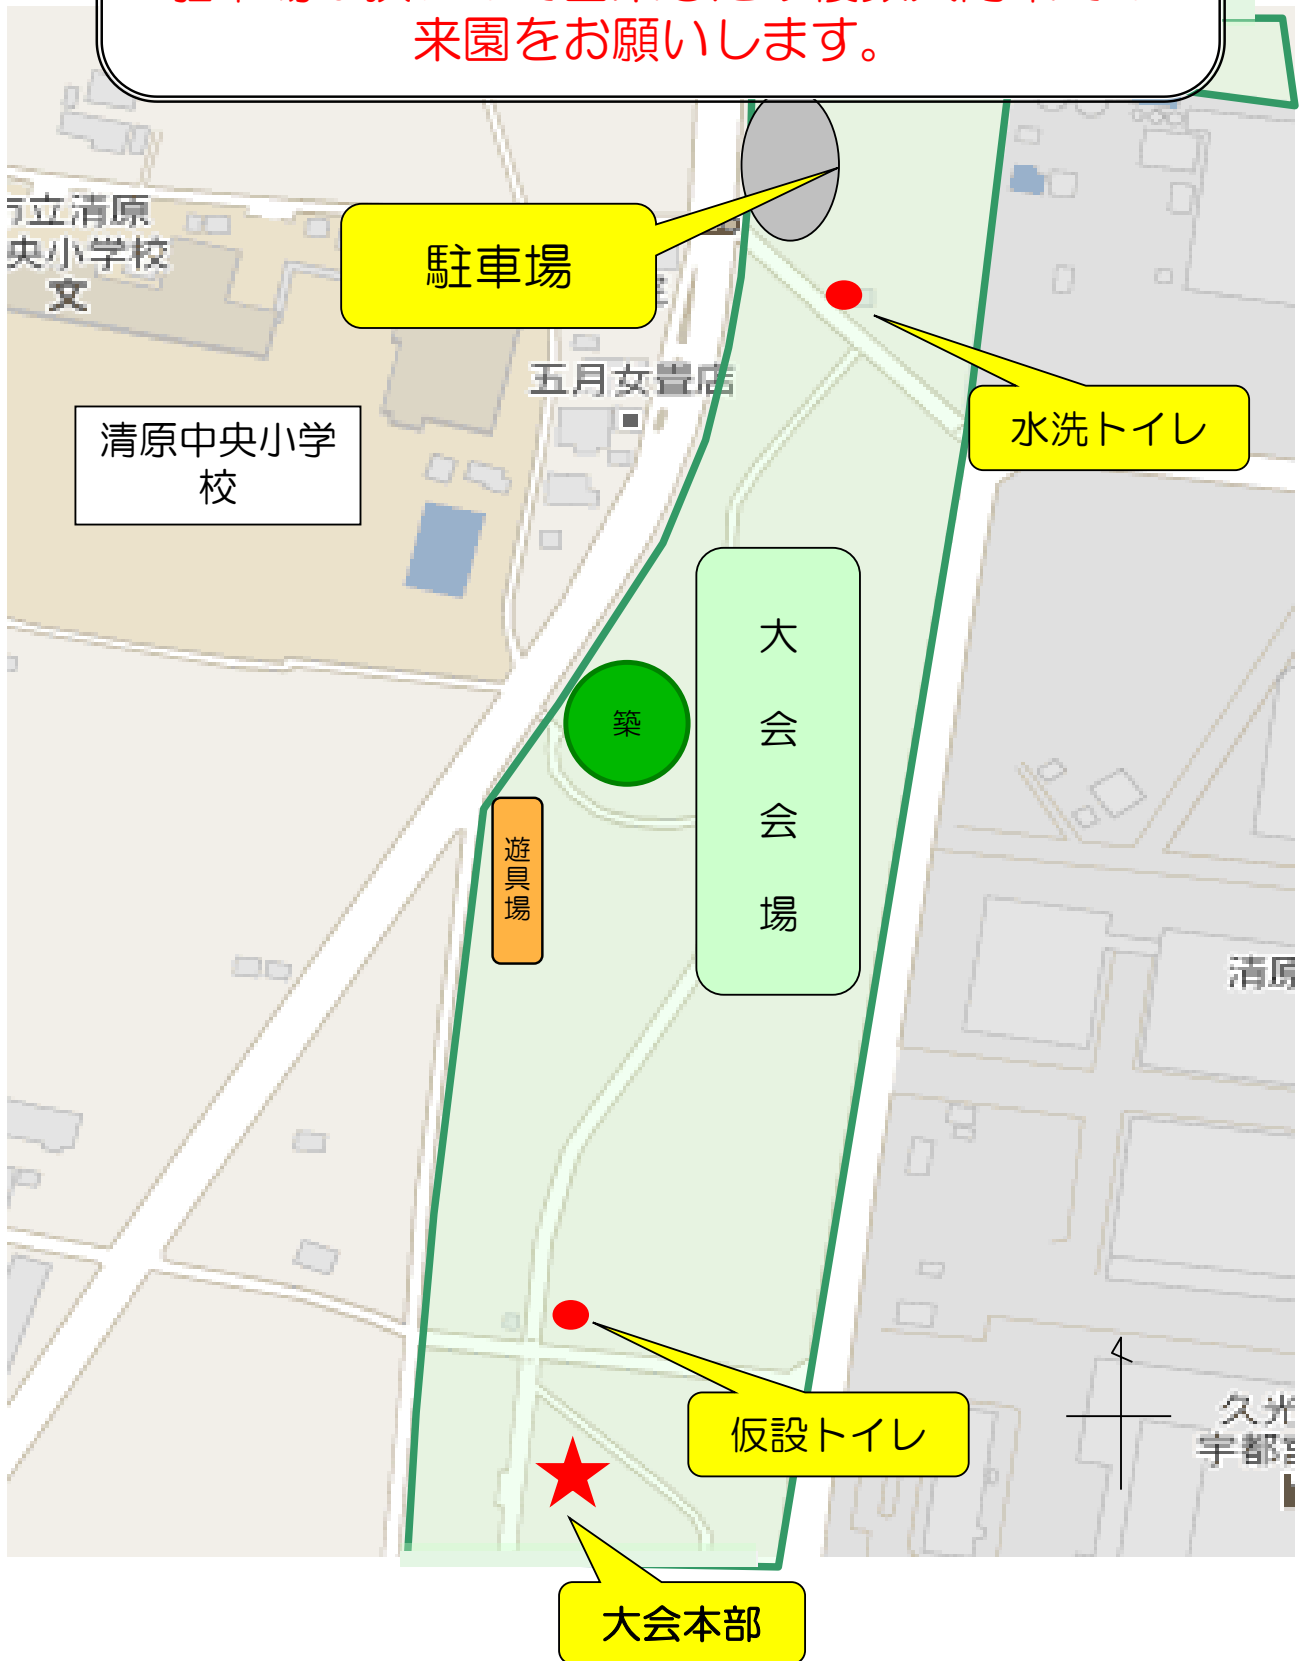 来園をお願いします。
市立清原
央小学校
文
駐車場
五月女畳店
水洗トイレ
清原中央小学
校
大
会
会
場
築
遊
具
場
清原
仮設トイレ
久光
宇都宮
大会本部